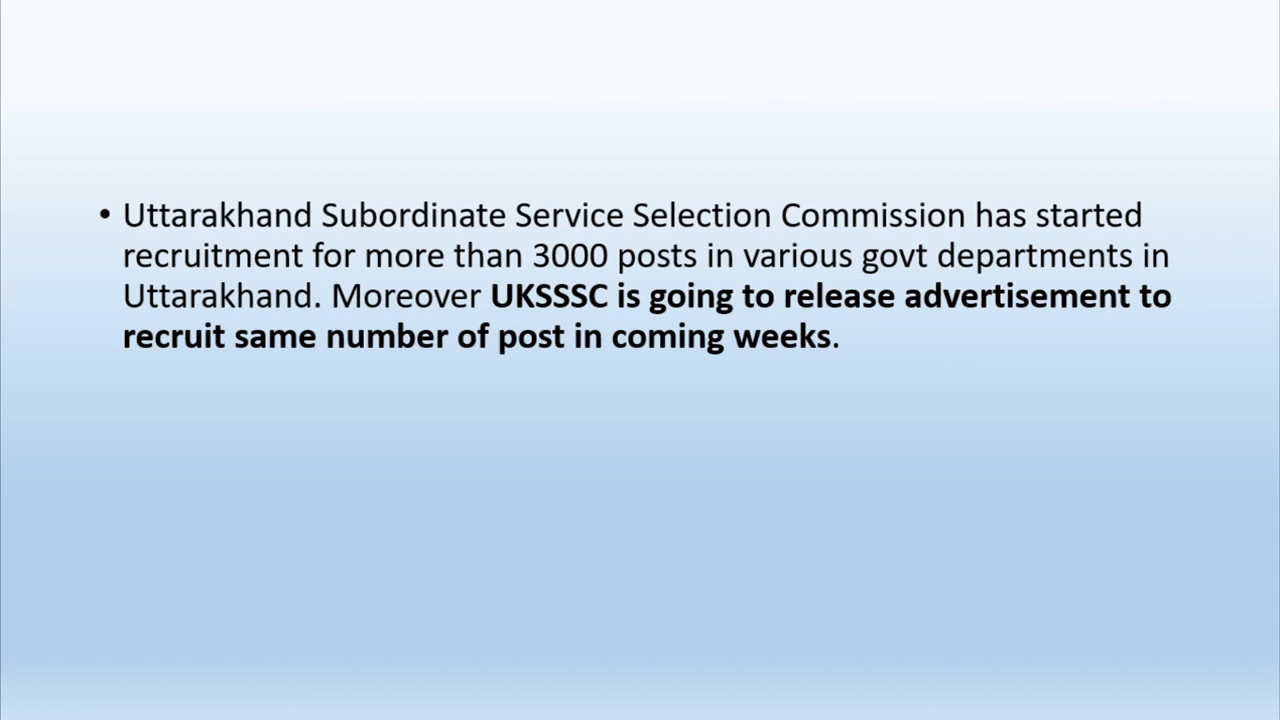 • Uttarakhand Subordinate Service Selection Commission has started
recruitment for more than 3000 posts in various govt departments in
Uttarakhand. Moreover UKSSSC is going to release advertisement to
recruit same number of post in coming weeks.